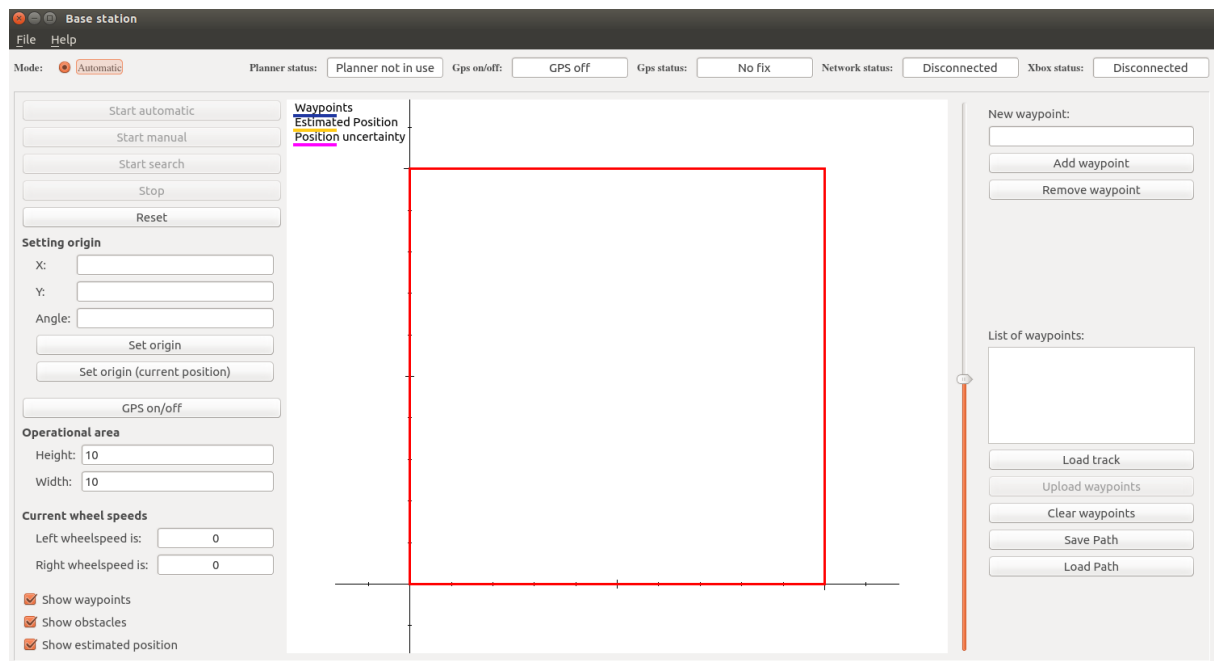 Base station
File Help
Mode: Automatic Planner status: Planner not in use Gps on/off: GPS off Gps status: No fix Network status: Disconnected Xbox status: Disconnected
Start automatic
Start manual
Start search
Stop
Reset
Setting origin
X:
Y:
Angle:
Set origin
Set origin (current position)
GPS on/off
Operational area
Height: 10
Width: 10
Current wheel speeds
Left wheelspeed is: 0
Right wheelspeed is: 0
Show waypoints
Show obstacles
Show estimated position
Waypoints
Estimated Position
Position uncertainty
New waypoint:
Add waypoint
Remove waypoint
List of waypoints:
Load track
Upload waypoints
Clear waypoints
Save Path
Load Path